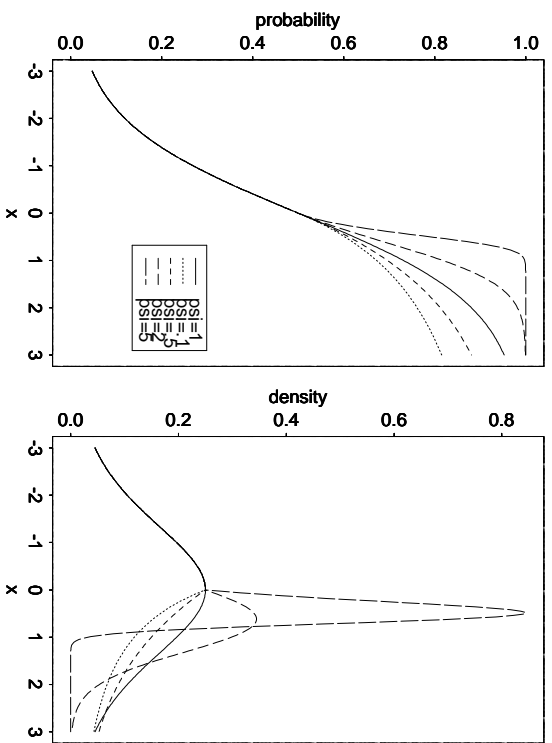 probability
0.0 0.2 0.4 0.6 0.8 1.0
-3 -2 -1 0 1 2 3
x
psi=1
psi=.1
psi=.5
psi=2
psi=5
density
0.0 0.2 0.4 0.6 0.8
-3 -2 -1 0 1 2 3
x